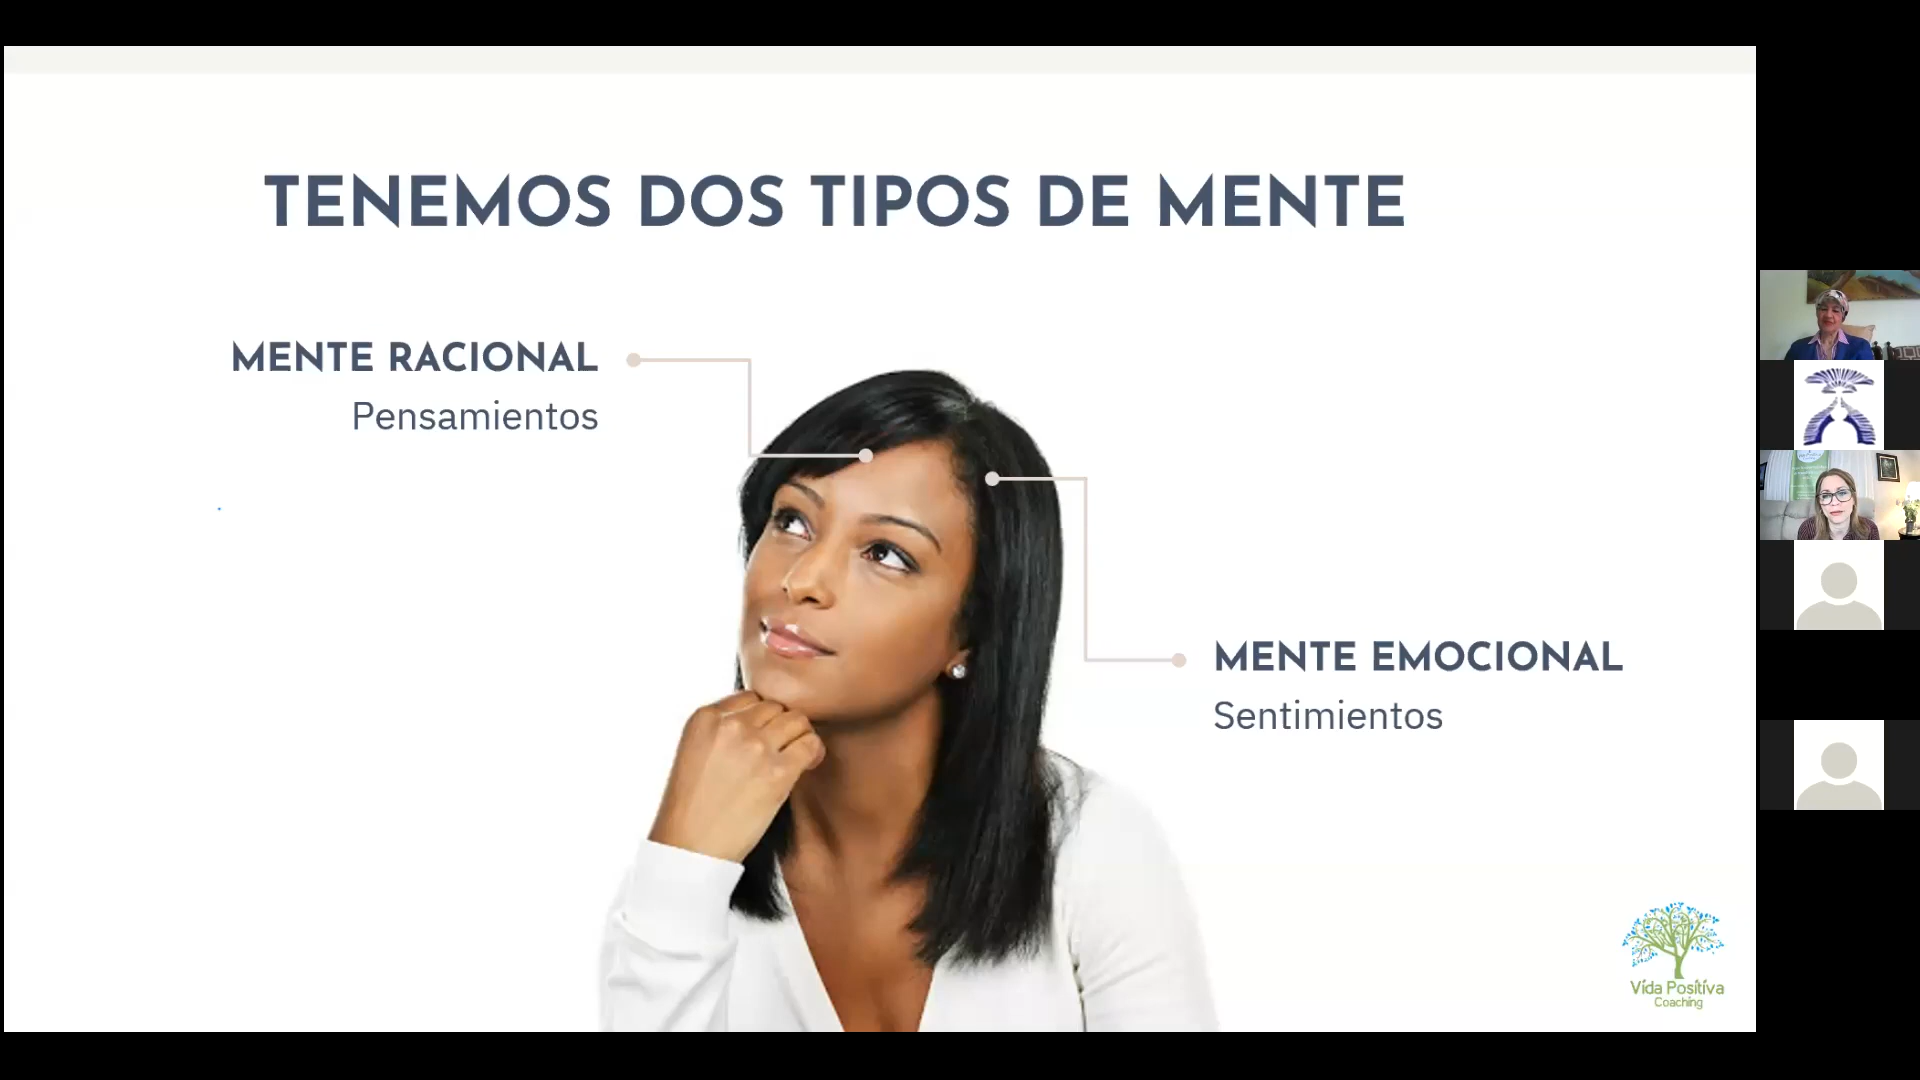 TENEMOS DOS TIPOS DE MENTE
MENTE RACIONAL
Pensamientos
MENTE EMOCIONAL
Sentimientos
Vida Positiva
Coaching